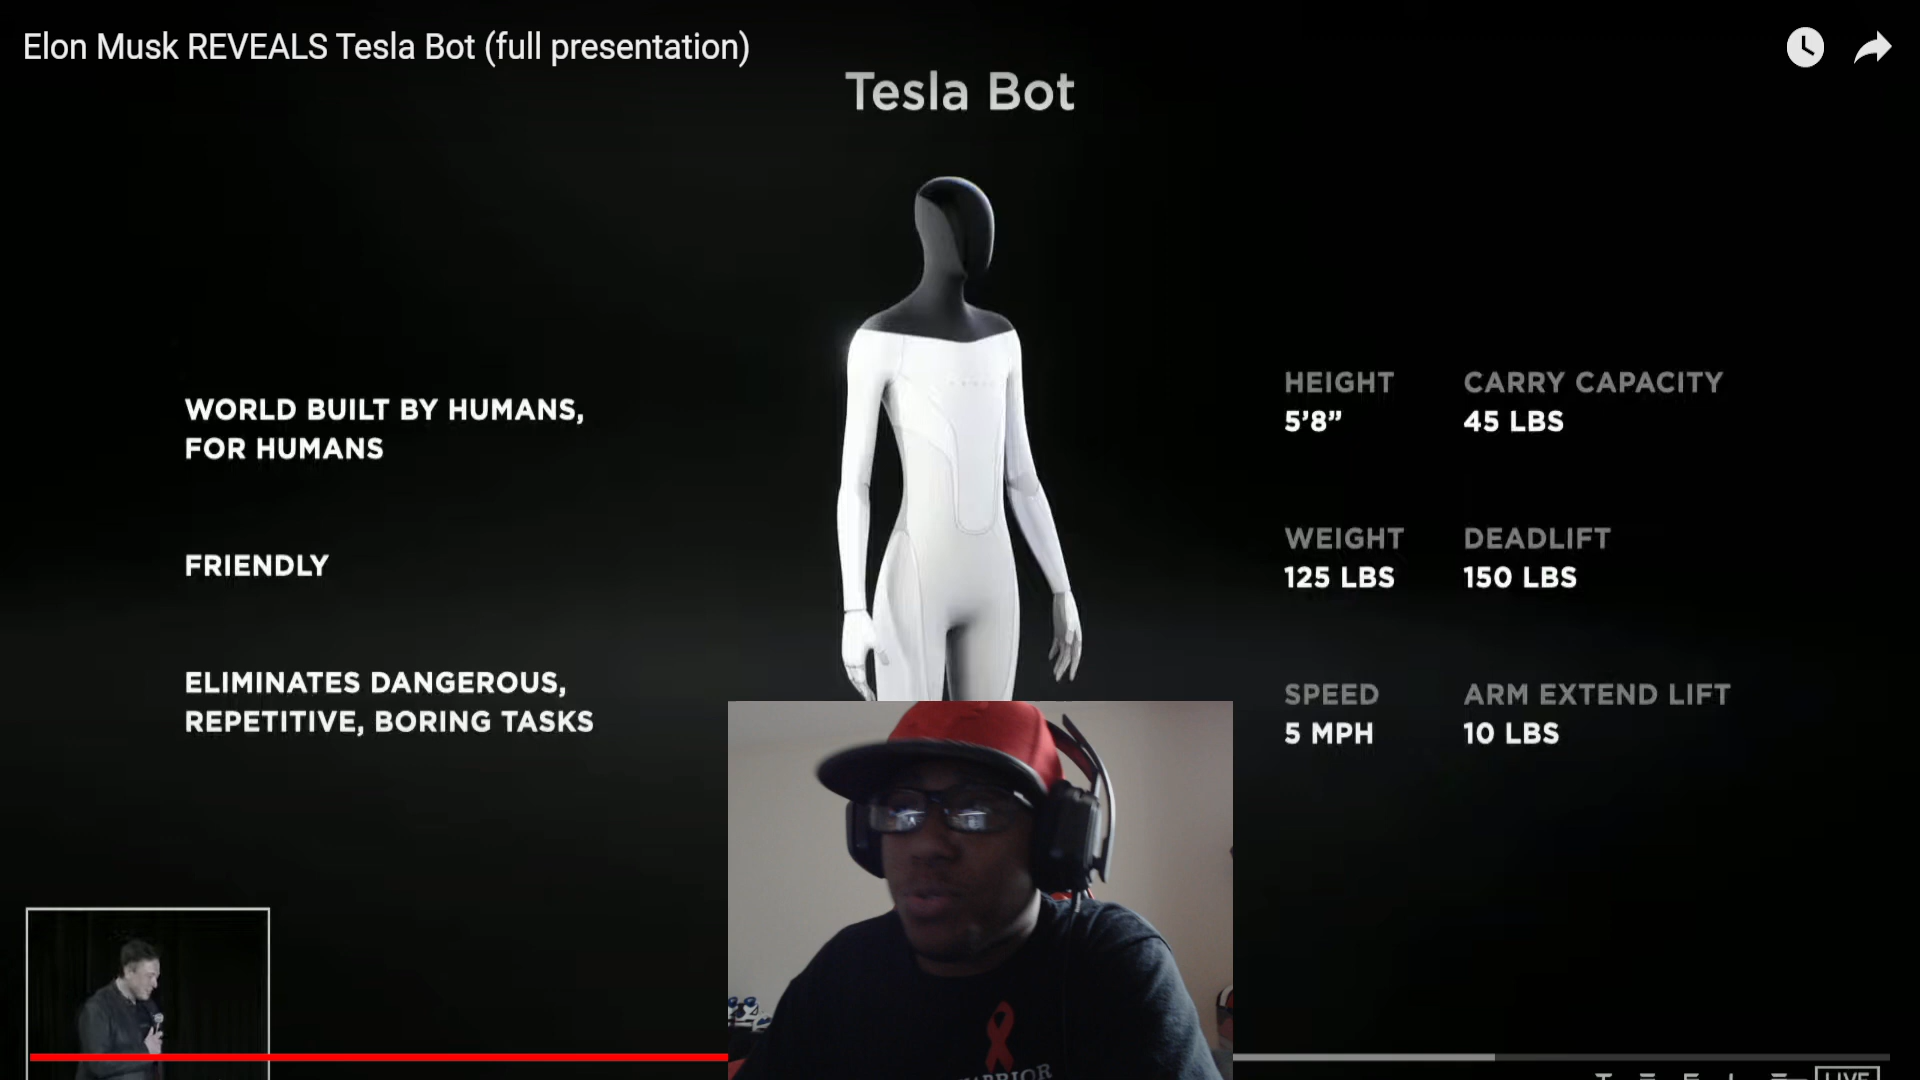 Elon Musk REVEALS Tesla Bot (full presentation)
Tesla Bot
WORLD BUILT BY HUMANS,
FOR HUMANS
FRIENDLY
ELIMINATES DANGEROUS,
REPETITIVE, BORING TASKS
HEIGHT CARRY CAPACITY
5’8” 45 LBS
WEIGHT DEADLIFT
125 LBS 150 LBS
SPEED ARM EXTEND LIFT
5 MPH 10 LBS
LIVE